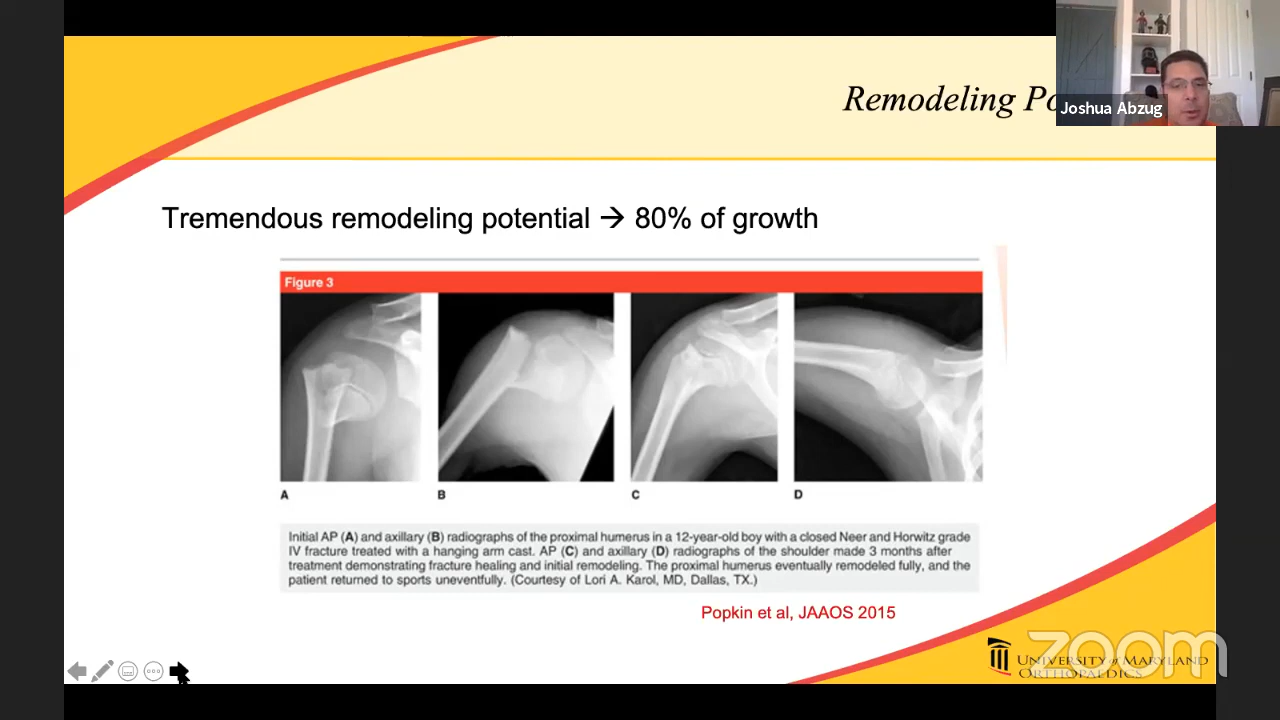 Remodeling Po
Joshua Abzug
Tremendous remodeling potential → 80% of growth
Figure 3
A
B
C
D
Initial AP (A) and axillary (B) radiographs of the proximal humerus in a 12-year-old boy with a closed Neer and Horwitz grade
IV fracture treated with a hanging arm cast. AP (C) and axillary (D) radiographs of the shoulder made 3 months after
treatment demonstrating fracture healing and initial remodeling. The proximal humerus eventually remodeled fully, and the
patient returned to sports uneventfully. (Courtesy of Lori A. Karol, MD, Dallas, TX.)
Popkin et al, JAAOS 2015
zoom
UNIVERSITY of MARYLAND
ORTHOPAEDICS